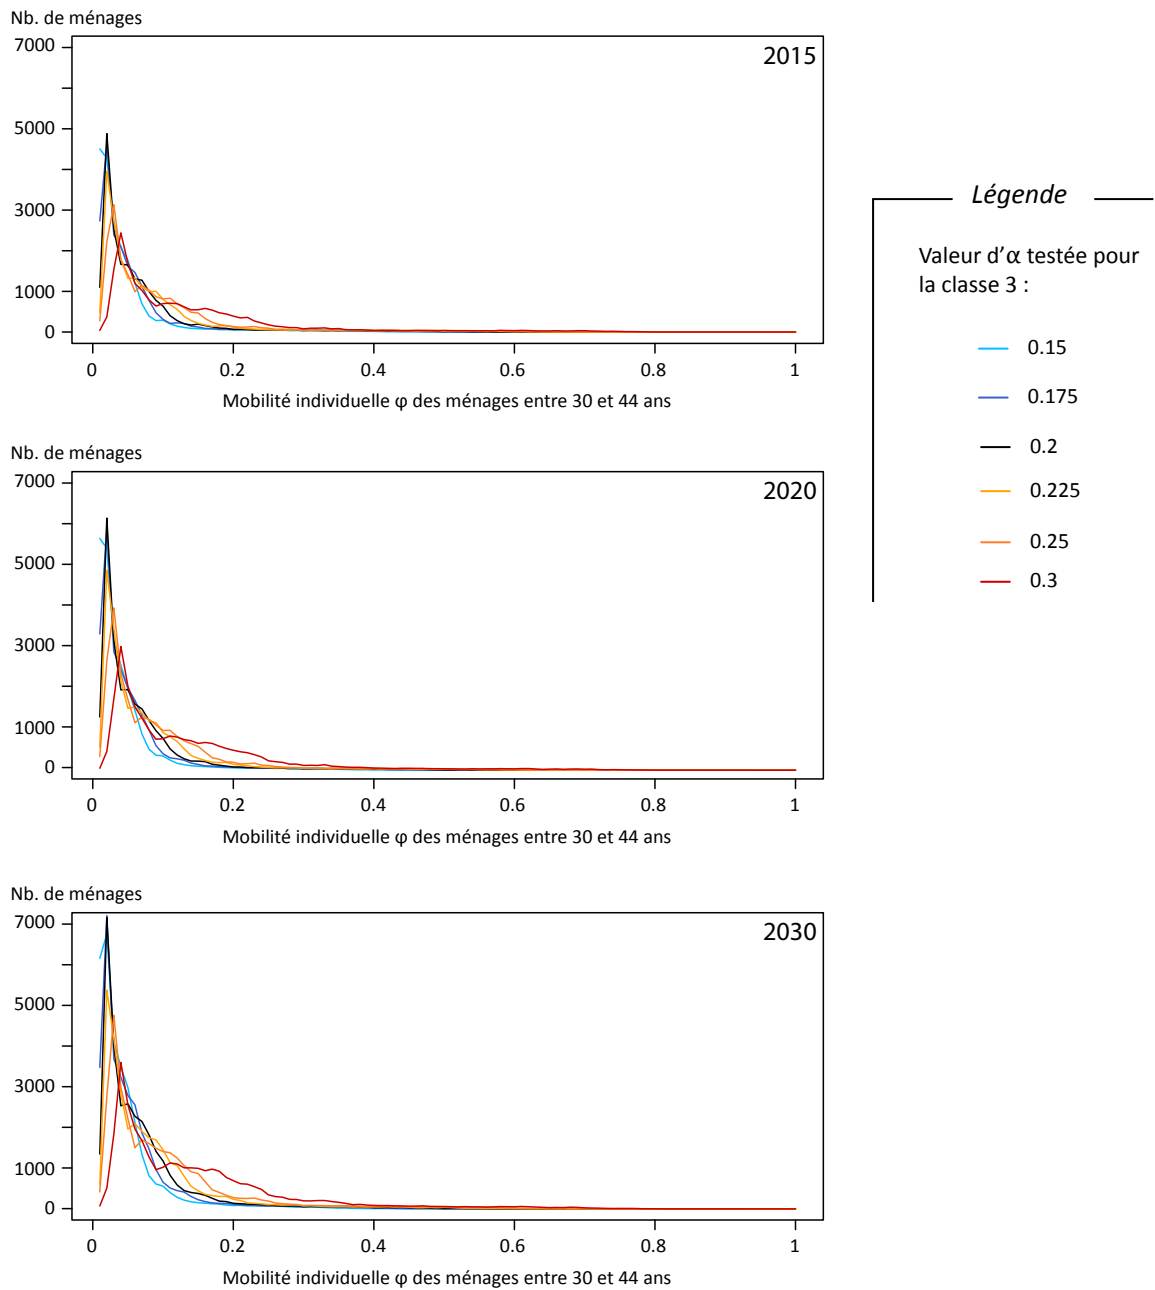 Nb. de ménages
2015
7000
5000
3000
1000
0
0 0.2 0.4 0.6 0.8 1
Mobilité individuelle φ des ménages entre 30 et 44 ans
Légende
Valeur d'α testée pour
la classe 3 :
0.15
0.175
0.2
0.225
0.25
0.3
Nb. de ménages
2020
7000
5000
3000
1000
0
0 0.2 0.4 0.6 0.8 1
Mobilité individuelle φ des ménages entre 30 et 44 ans
Nb. de ménages
2030
7000
5000
3000
1000
0
0 0.2 0.4 0.6 0.8 1
Mobilité individuelle φ des ménages entre 30 et 44 ans